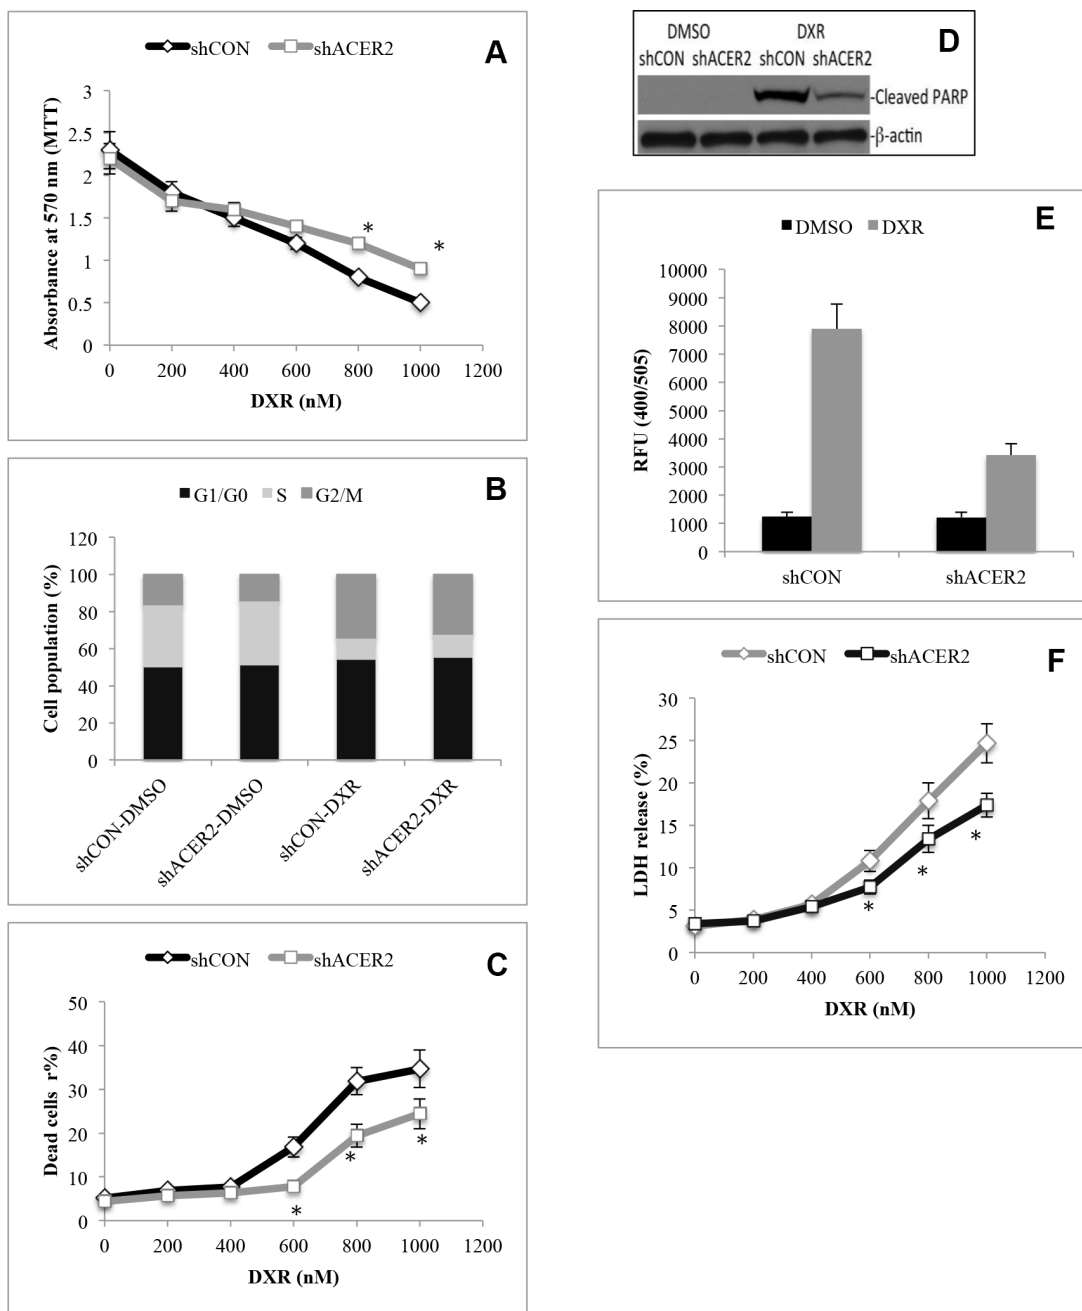 shCON shACER2
A
Absorbance at 570 nm (MTT)
3
2.5
2
1.5
1
0.5
0
0 200 400 600 800 1000 1200
* *
DXR (nM)
G1/G0 S G2/M
B
Cell population (%)
120
100
80
60
40
20
0
shCON-DMSO
shACER2-DMSO
shCON-DXR
shACER2-DXR
shCON shACER2
C
Dead cells r%)
50
40
30
20
10
0
* * *
0 200 400 600 800 1000 1200
DXR (nM)
DMSO DXR
D
shCON shACER2 shCON shACER2
-Cleaved PARP
-β-actin
DMSO DXR
E
RFU (400/505)
10000
9000
8000
7000
6000
5000
4000
3000
2000
1000
0
shCON shACER2
shCON shACER2
F
LDH release (%)
30
25
20
15
10
5
0
* * *
0 200 400 600 800 1000 1200
DXR (nM)